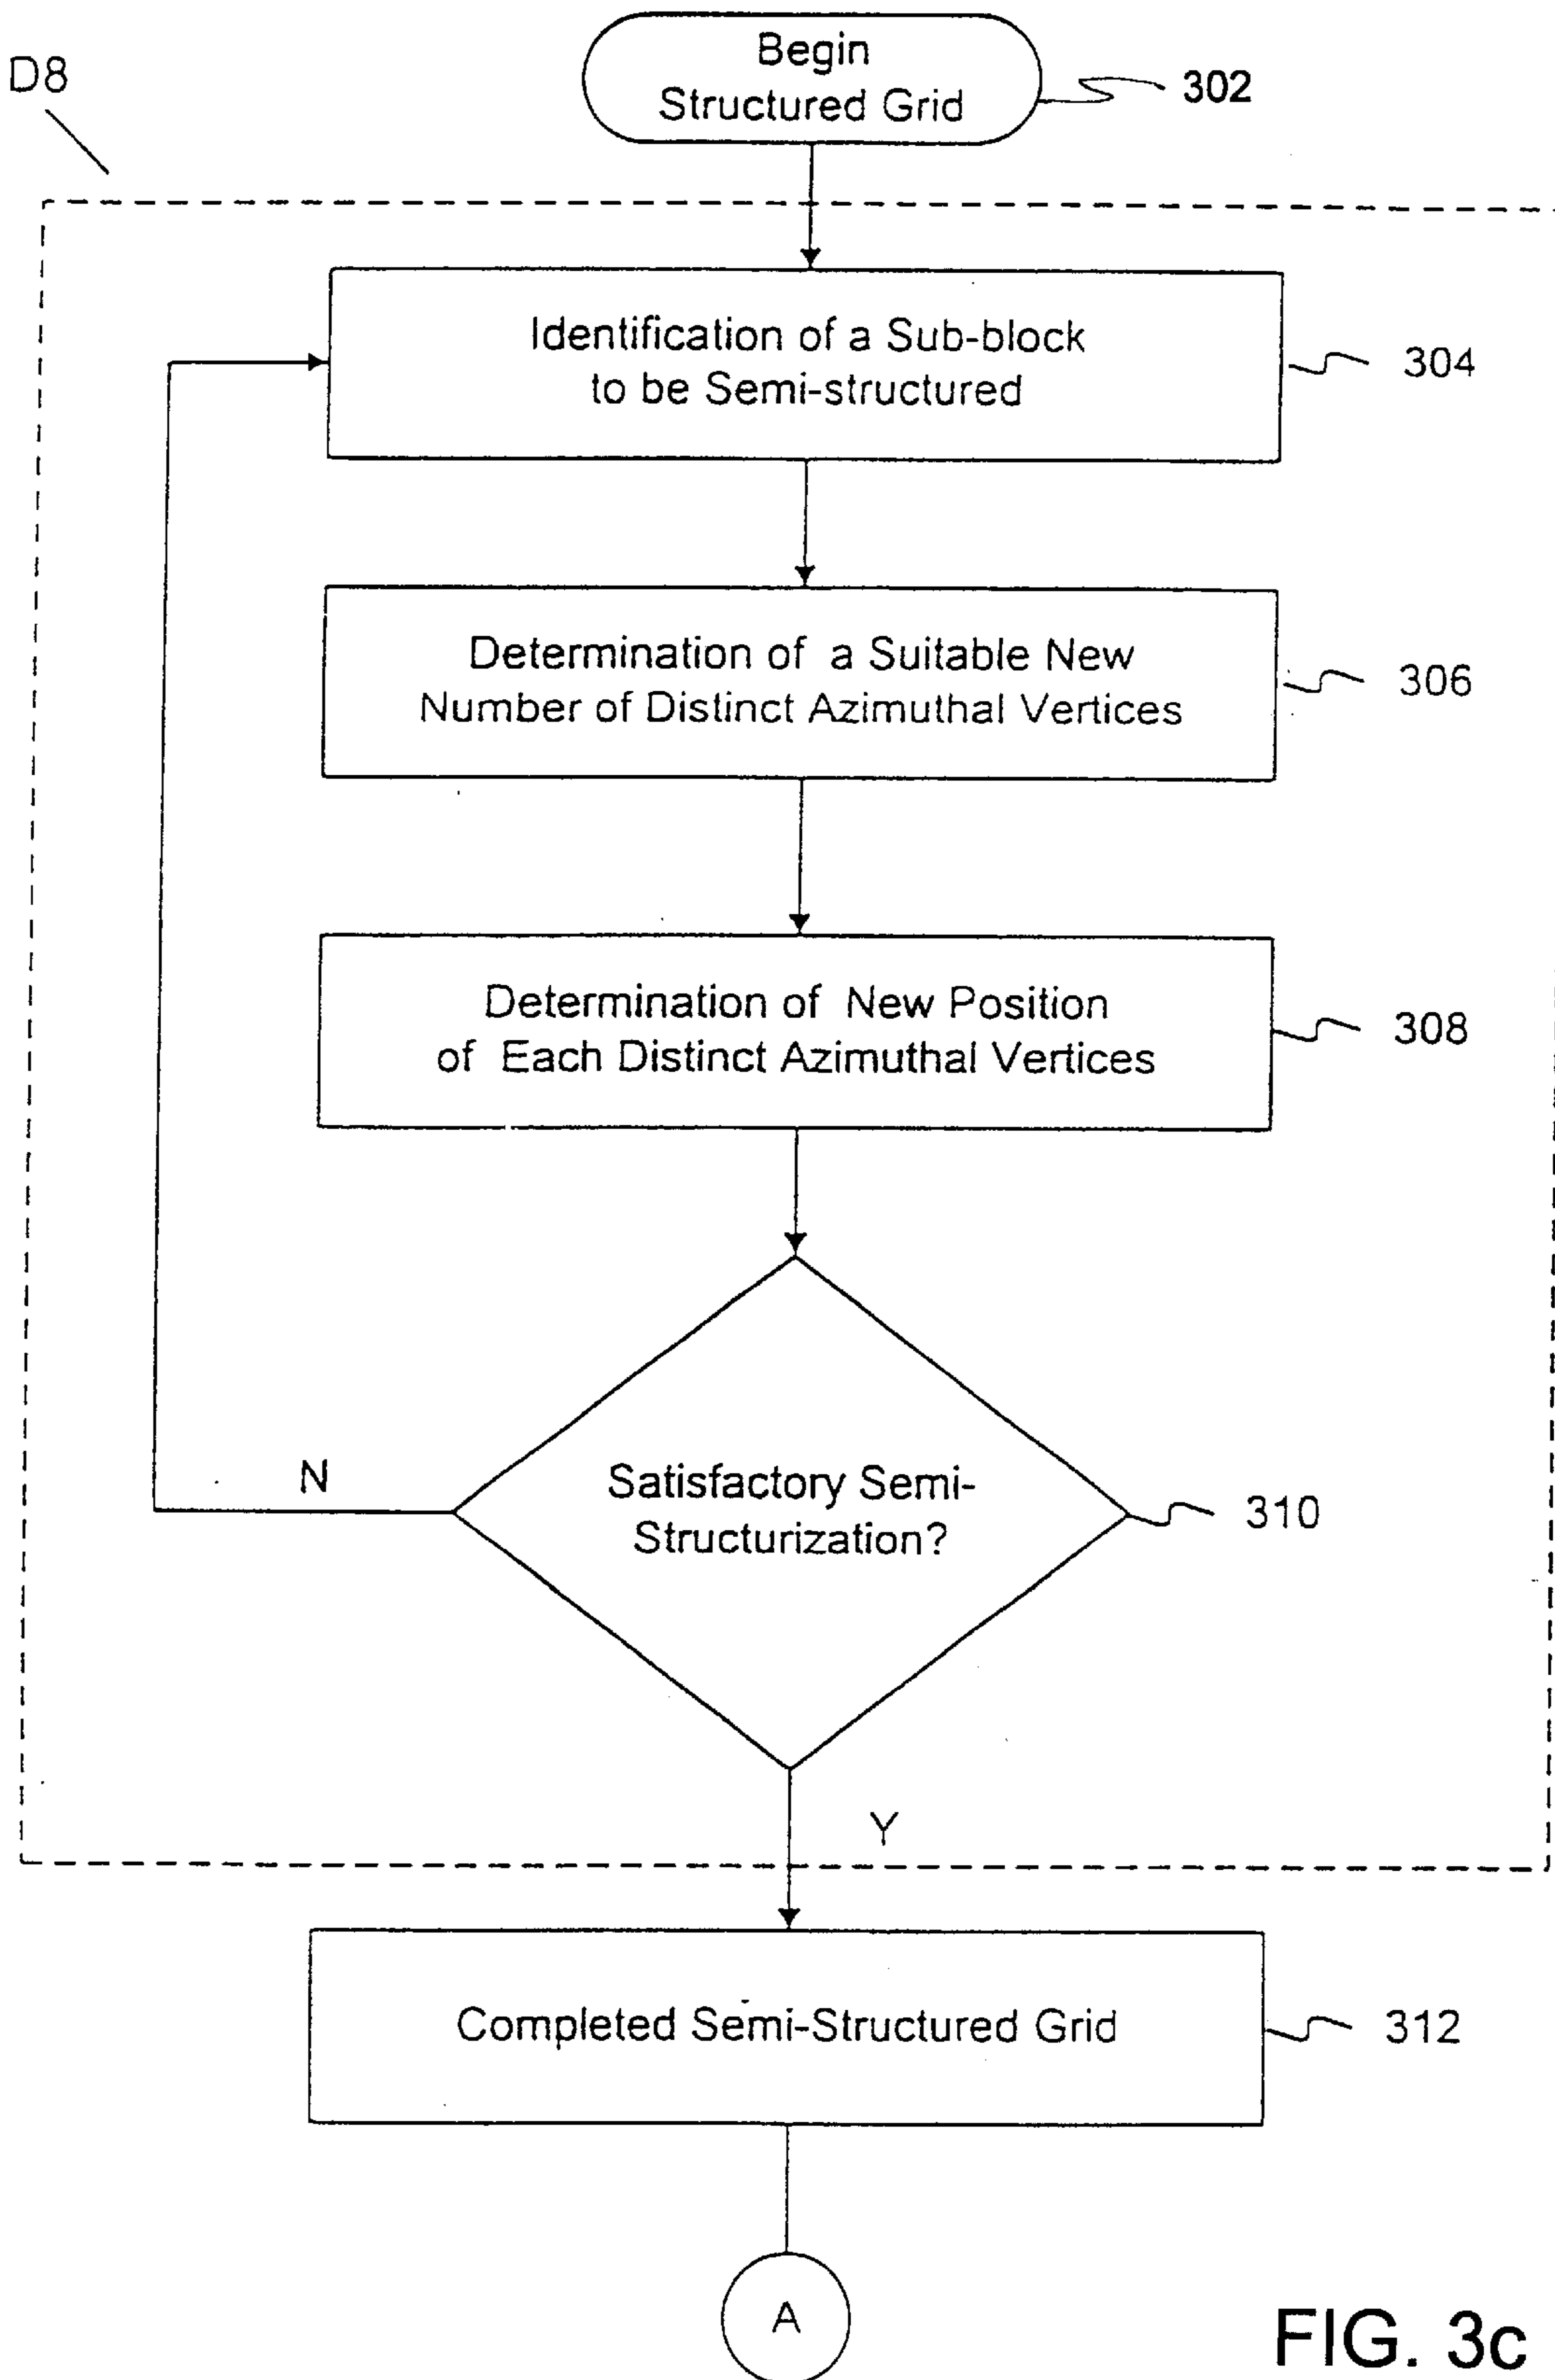 D8
Begin
Structured Grid
302
Identification of a Sub-block
to be Semi-structured
304
Determination of a Suitable New
Number of Distinct Azimuthal Vertices
306
Determination of New Position
of Each Distinct Azimuthal Vertices
308
N
Satisfactory Semi-
Structurization?
310
Y
Completed Semi-Structured Grid
312
A
FIG. 3c